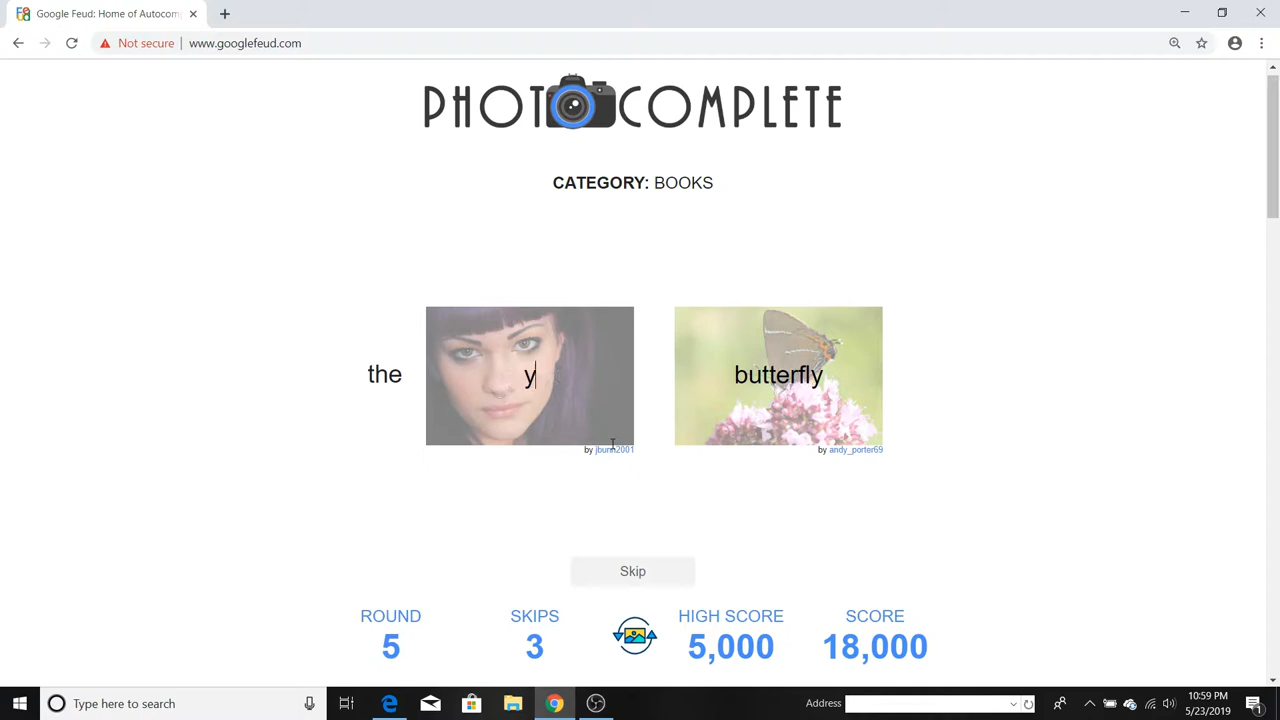 Google Feud: Home of Autocom
Not secure
www.googlefeud.com
PHOTOCOMPLETE
CATEGORY: BOOKS
the
y
butterfly
by jbunn2001
by andy_porter69
Skip
ROUND
SKIPS
HIGH SCORE
SCORE
5
3
5,000
18,000
Type here to search
Address
10:59 PM
5/23/2019